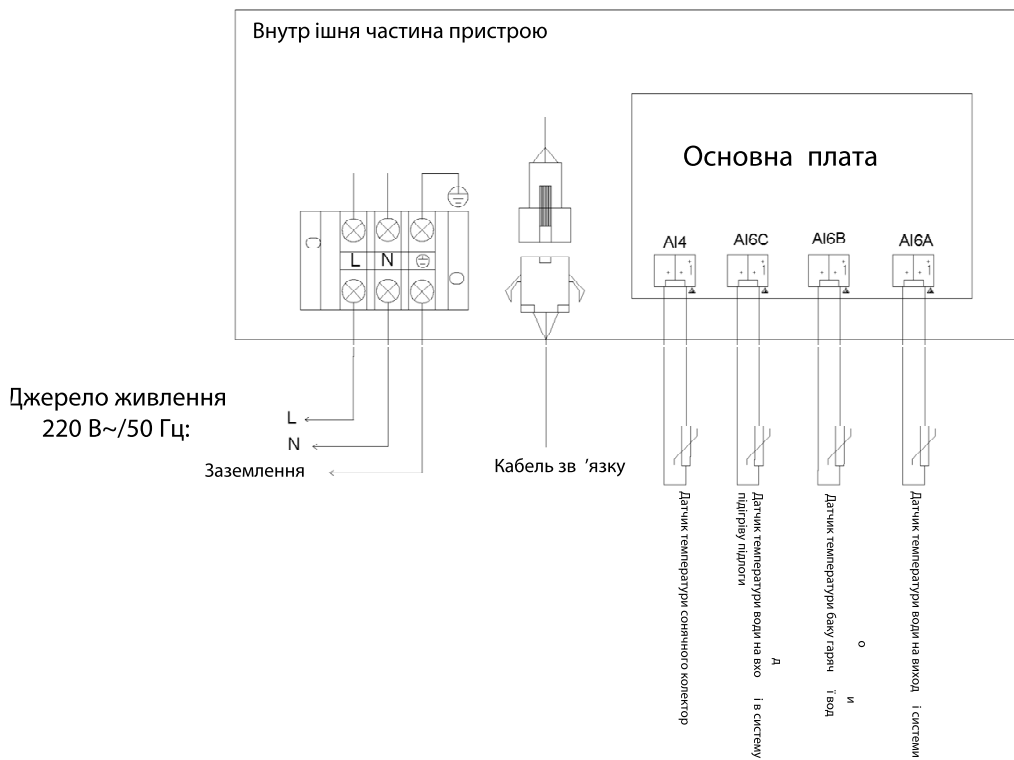 Внутр ішня частина пристрою
Основна плата
AI4
AI6C
AI6B
AI6A
C
L
N
O
Джерело живлення
220 В~/50 Гц:
L
N
Заземлення
Кабель зв 'язку
Датчик температури сонячного колектор
Датчик температури води на вхо д і в систему
підігріву підлоги
Датчик температури баку гаряч о ї вод и
Датчик температури води на виход і системи